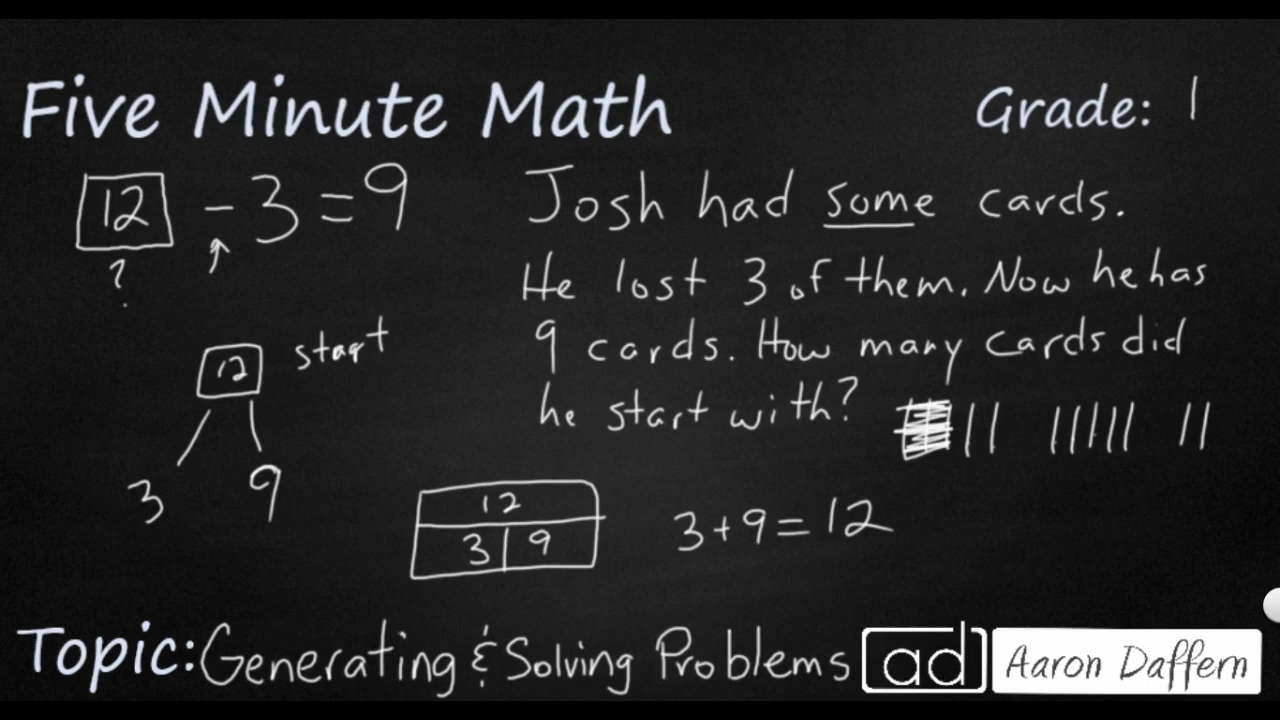 Five Minute Math
Grade: 1
12 - 3 = 9
?
Josh had some cards.
He lost 3 of them. Now he has
9 cards. How many cards did
he start with?
12 start
3 9
12
3 9
3+9=12
Topic: Generating & Solving Problems
ad Aaron Daffern